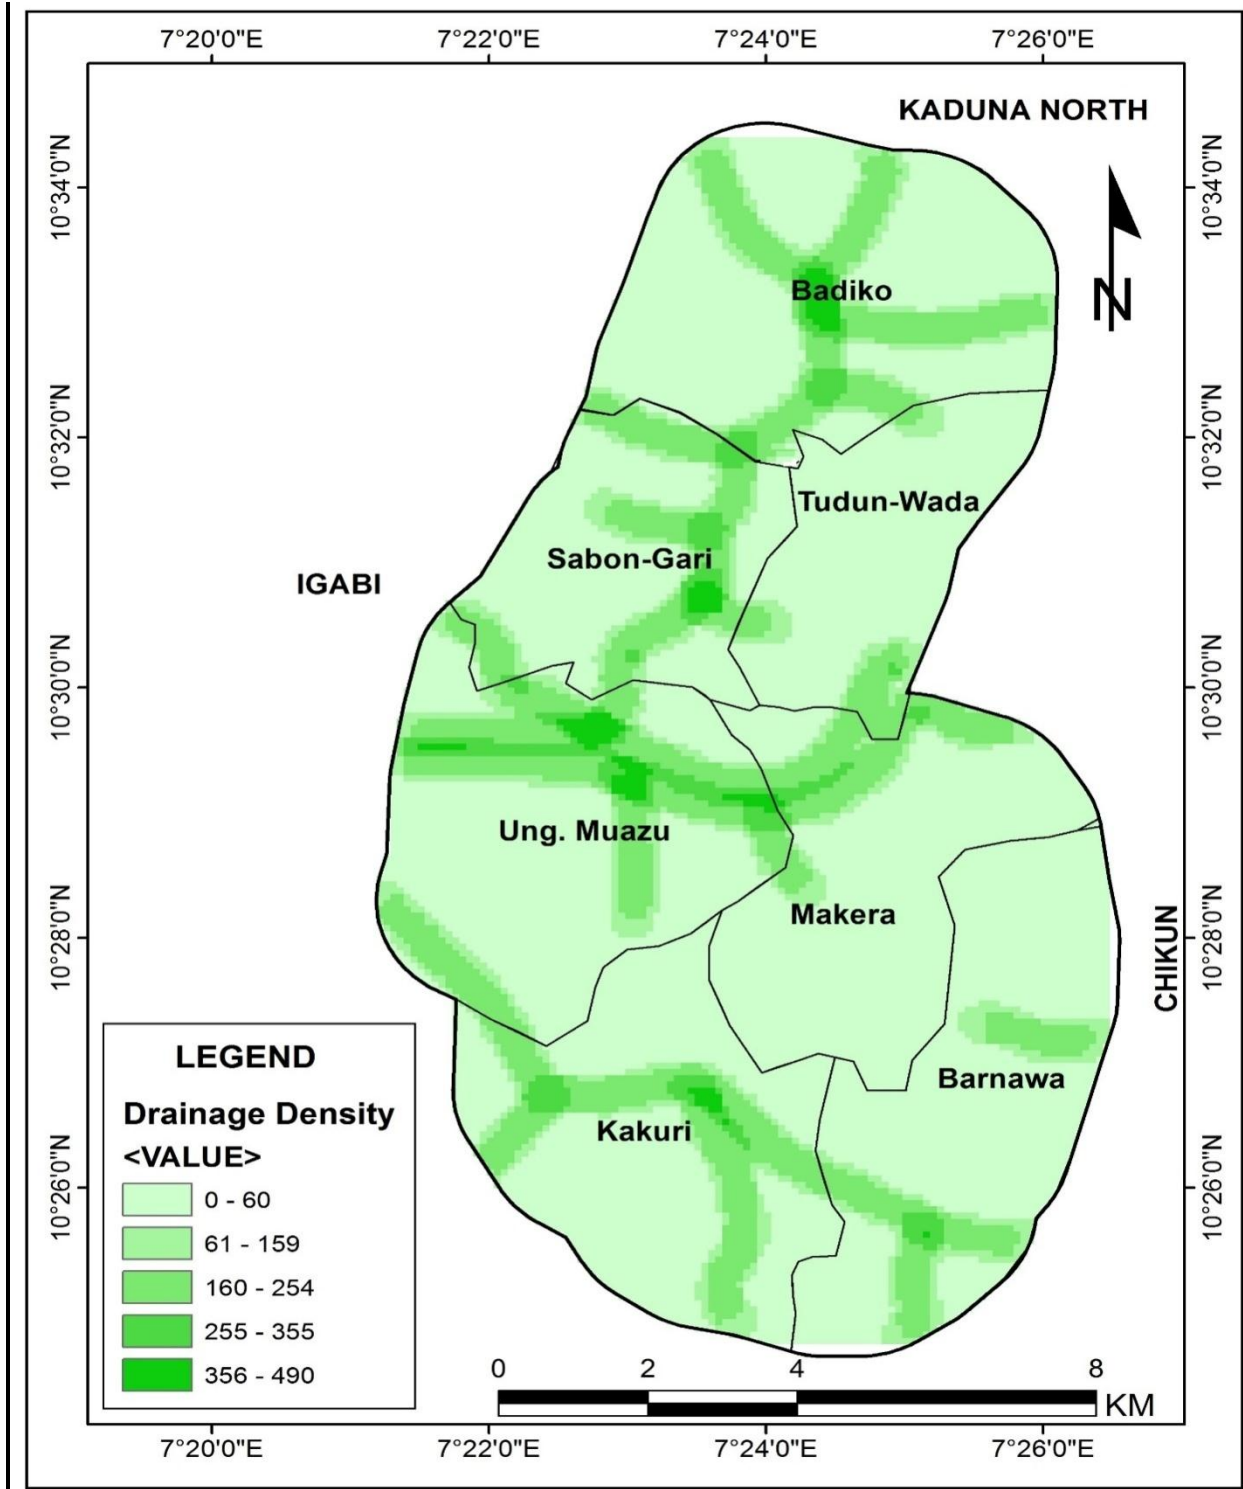 7°20'0"E 7°22'0"E 7°24'0"E 7°26'0"E
KADUNA NORTH
10°34'0"N
10°34'0"N
N
Badiko
10°32'0"N
10°32'0"N
Tudun-Wada
Sabon-Gari
IGABI
10°30'0"N
10°30'0"N
Ung. Muazu
Makera
10°28'0"N
10°28'0"N
CHIKUN
Barnawa
Kakuri
10°26'0"N
10°26'0"N
LEGEND
Drainage Density
<VALUE>
0 - 60
61 - 159
160 - 254
255 - 355
356 - 490
0 2 4 8
KM
7°20'0"E 7°22'0"E 7°24'0"E 7°26'0"E